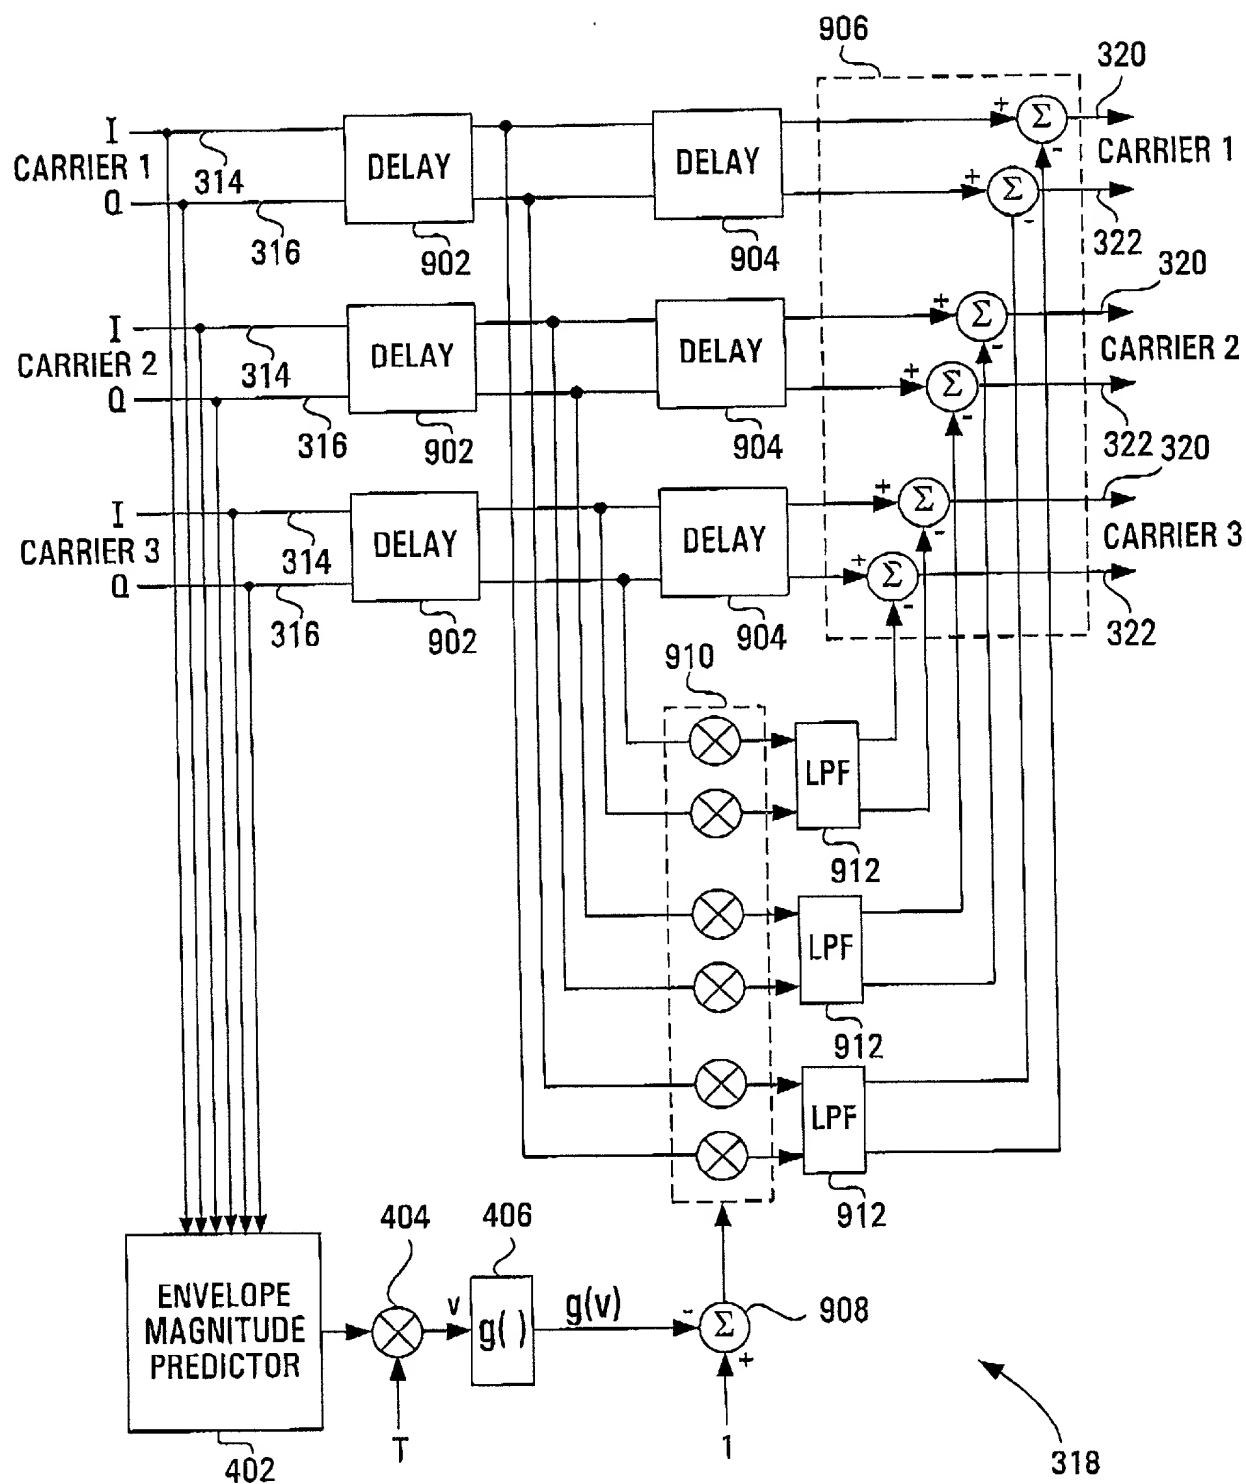 906
320
I
CARRIER 1
Q
314
316
DELAY
902
DELAY
904
+
Σ
-
+
Σ
-
CARRIER 1
322
320
I
CARRIER 2
Q
314
316
DELAY
902
DELAY
904
+
Σ
-
+
Σ
-
CARRIER 2
322
320
I
CARRIER 3
Q
314
316
DELAY
902
DELAY
904
+
Σ
-
+
Σ
-
CARRIER 3
322
910
LPF
912
LPF
912
LPF
912
ENVELOPE
MAGNITUDE
PREDICTOR
402
404
v
T
406
g( )
g(v)
-
Σ
+
908
1
318